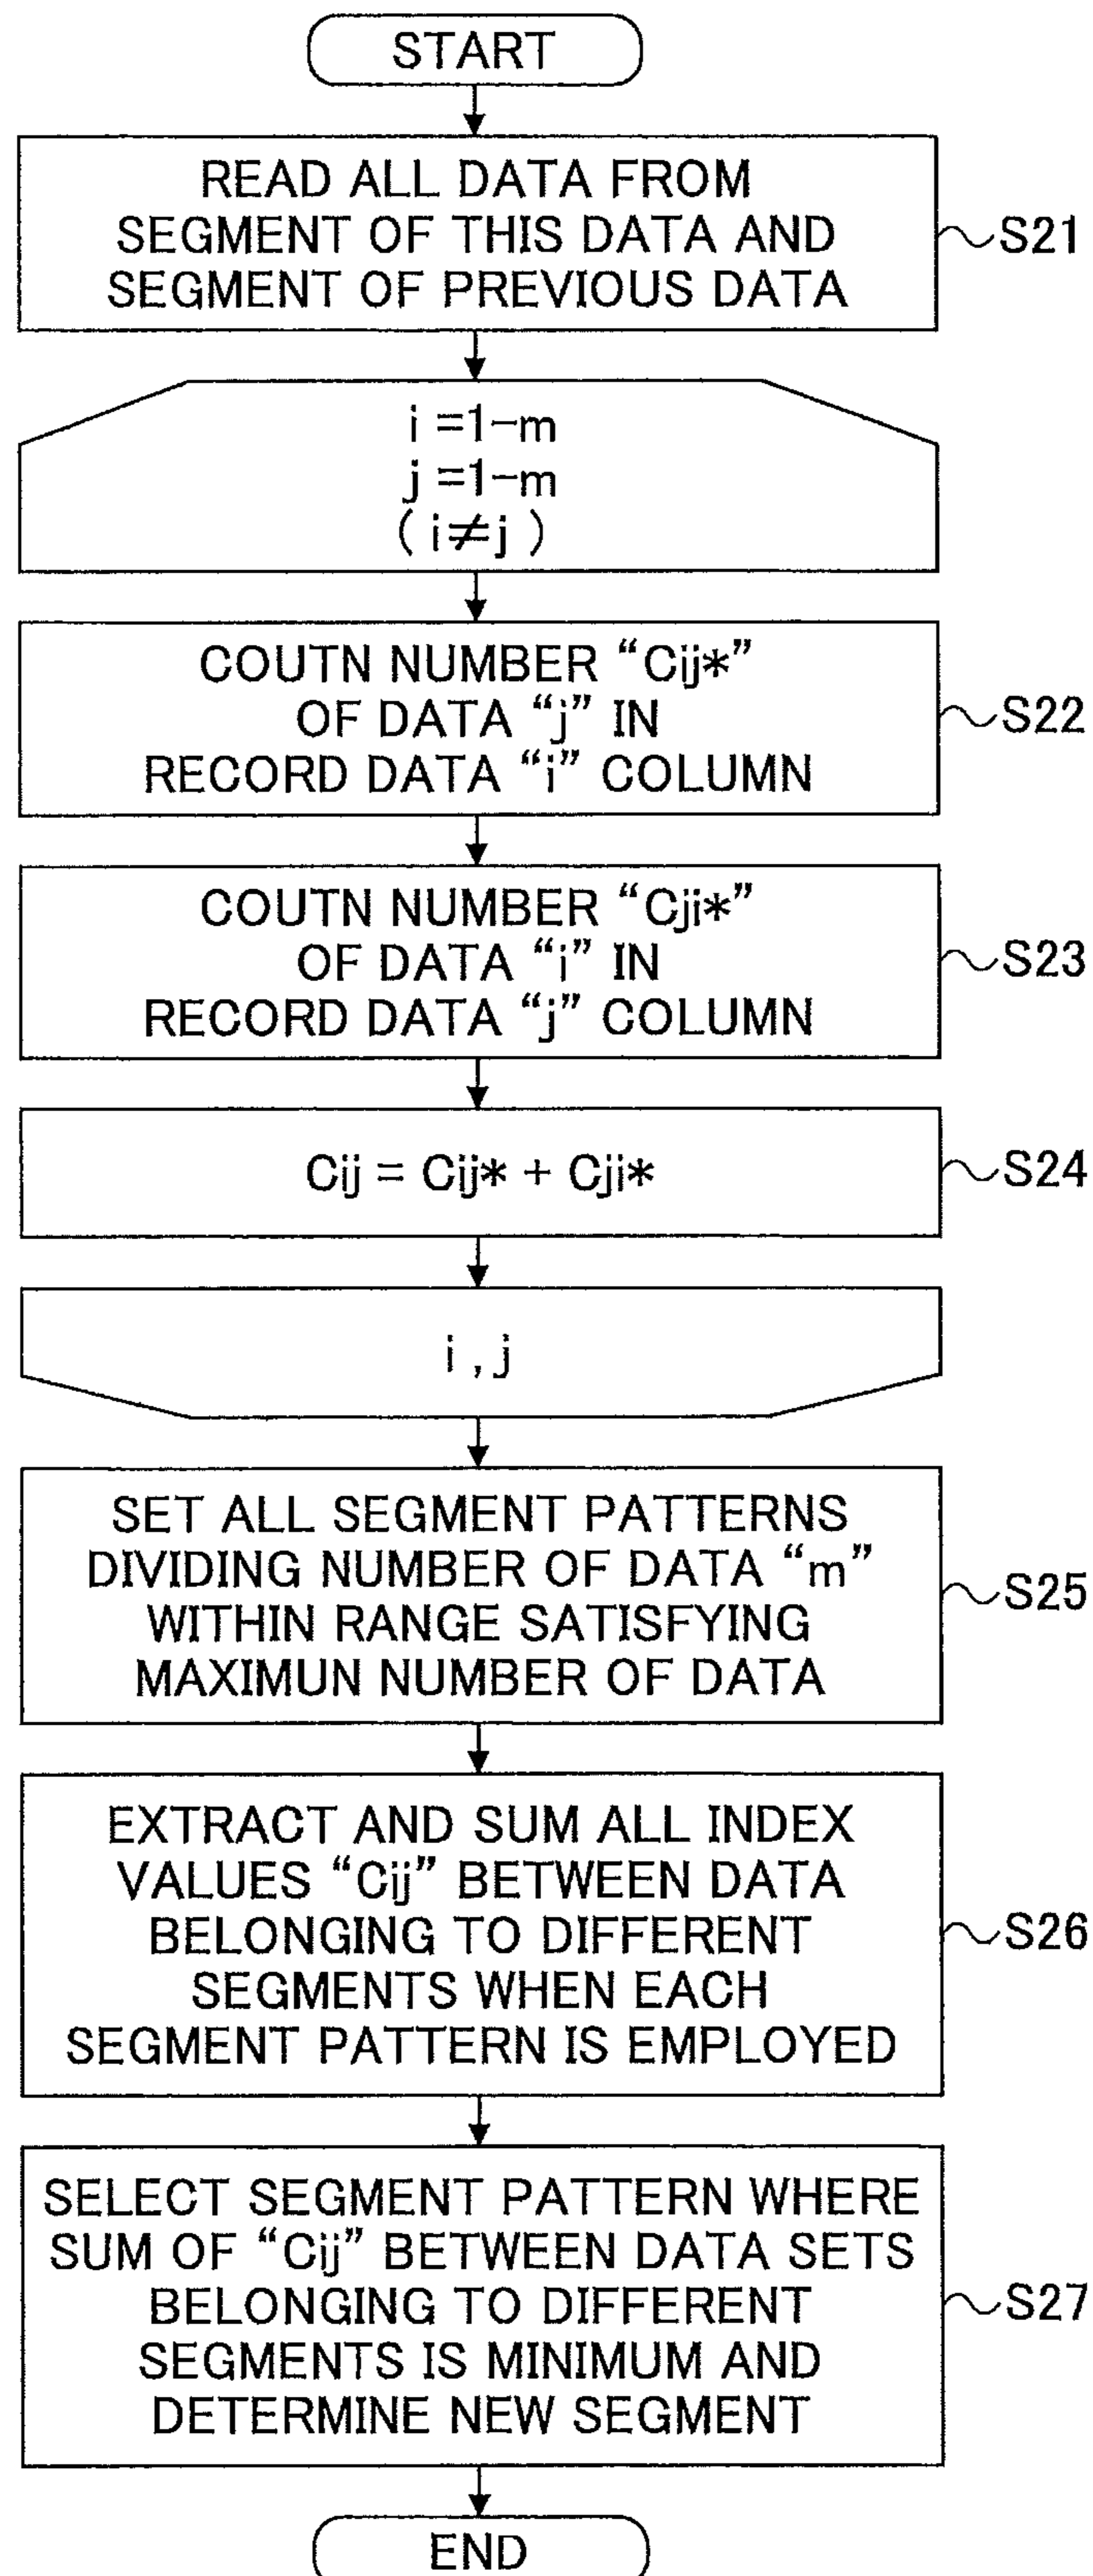 START
READ ALL DATA FROM
SEGMENT OF THIS DATA AND
SEGMENT OF PREVIOUS DATA
S21
i =1-m
j =1-m
( i≠j )
COUTN NUMBER “Cij*”
OF DATA “j” IN
RECORD DATA “i” COLUMN
S22
COUTN NUMBER “Cji*”
OF DATA “i” IN
RECORD DATA “j” COLUMN
S23
Cij = Cij* + Cji*
S24
i , j
SET ALL SEGMENT PATTERNS
DIVIDING NUMBER OF DATA “m”
WITHIN RANGE SATISFYING
MAXIMUN NUMBER OF DATA
S25
EXTRACT AND SUM ALL INDEX
VALUES “Cij” BETWEEN DATA
BELONGING TO DIFFERENT
SEGMENTS WHEN EACH
SEGMENT PATTERN IS EMPLOYED
S26
SELECT SEGMENT PATTERN WHERE
SUM OF “Cij” BETWEEN DATA SETS
BELONGING TO DIFFERENT
SEGMENTS IS MINIMUM AND
DETERMINE NEW SEGMENT
S27
END